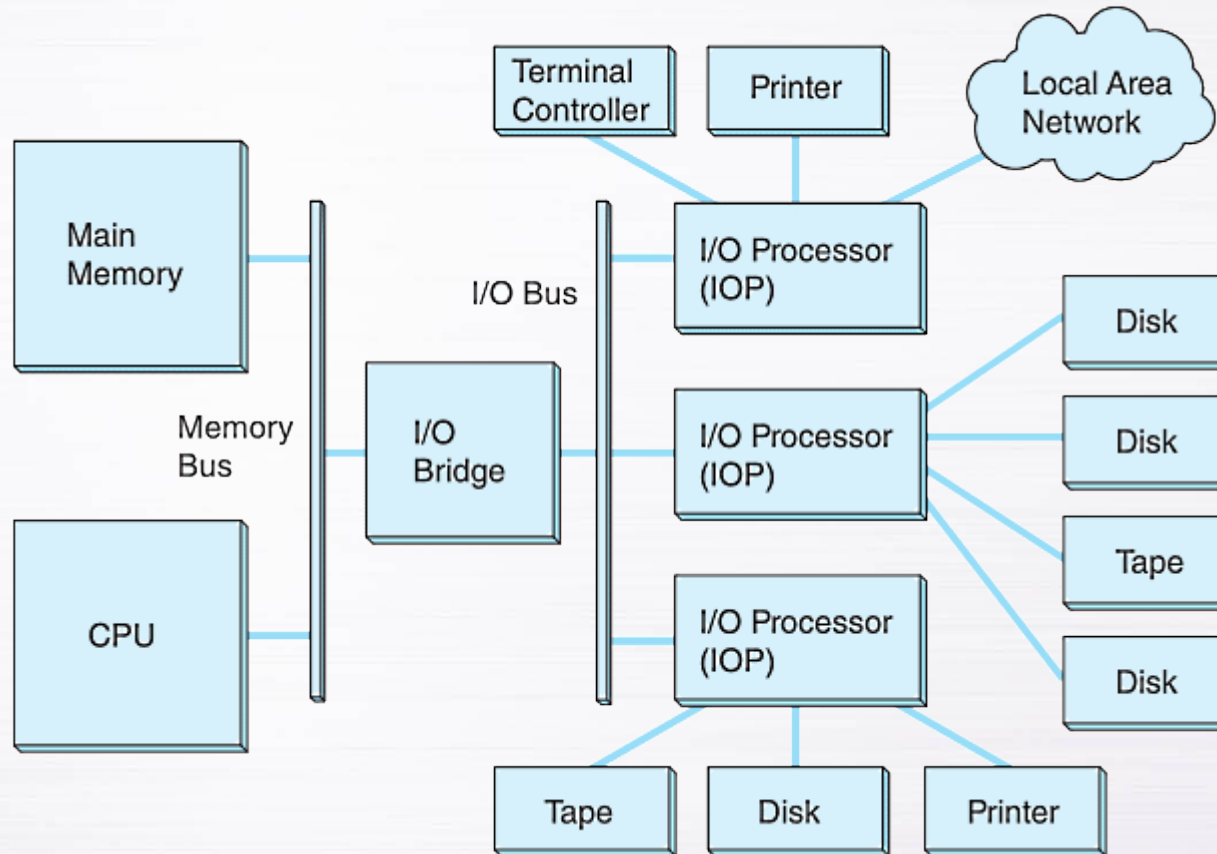 Terminal
Controller
Printer
Local Area
Network
Main
Memory
I/O Bus
I/O Processor
(IOP)
Disk
Memory
Bus
I/O
Bridge
I/O Processor
(IOP)
Disk
Tape
CPU
I/O Processor
(IOP)
Disk
Tape
Disk
Printer